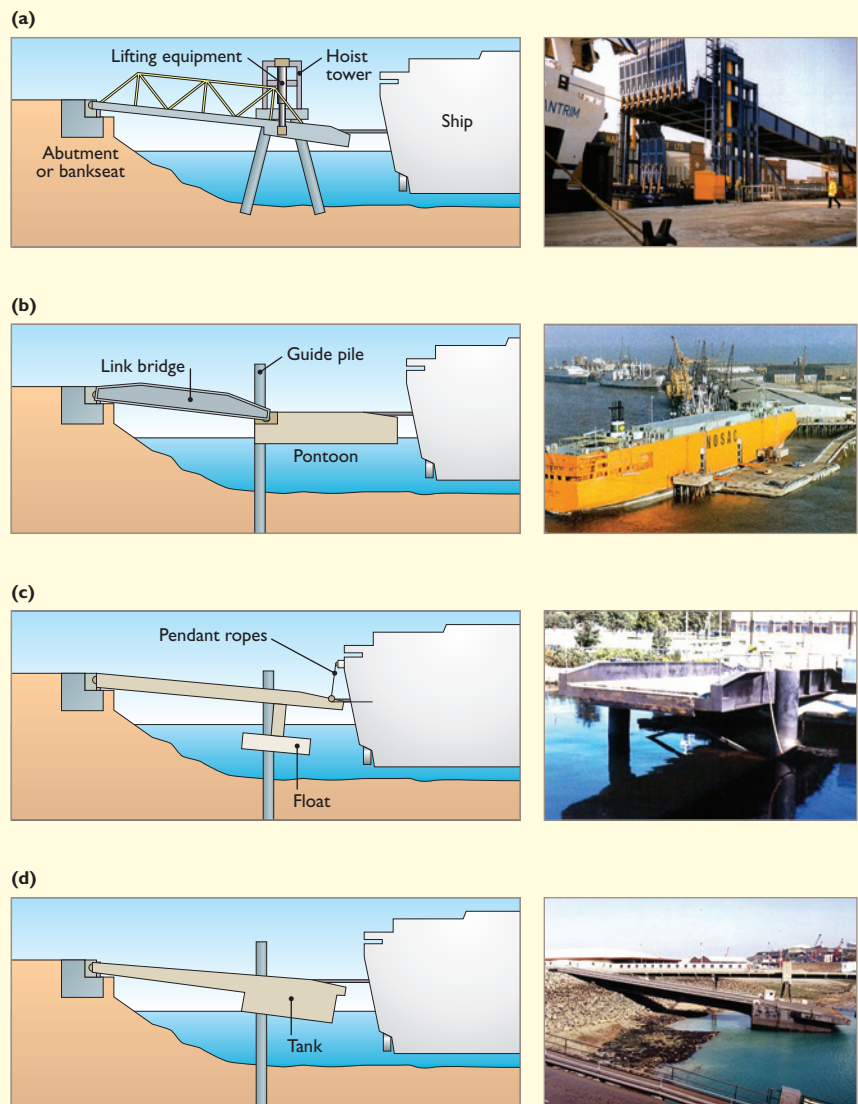 (a)
Lifting equipment
Hoist
tower
Ship
Abutment
or bankseat
ANTRIM
LTD
(b)
Link bridge
Guide pile
Pontoon
NOSAC
(c)
Pendant ropes
Float
(d)
Tank